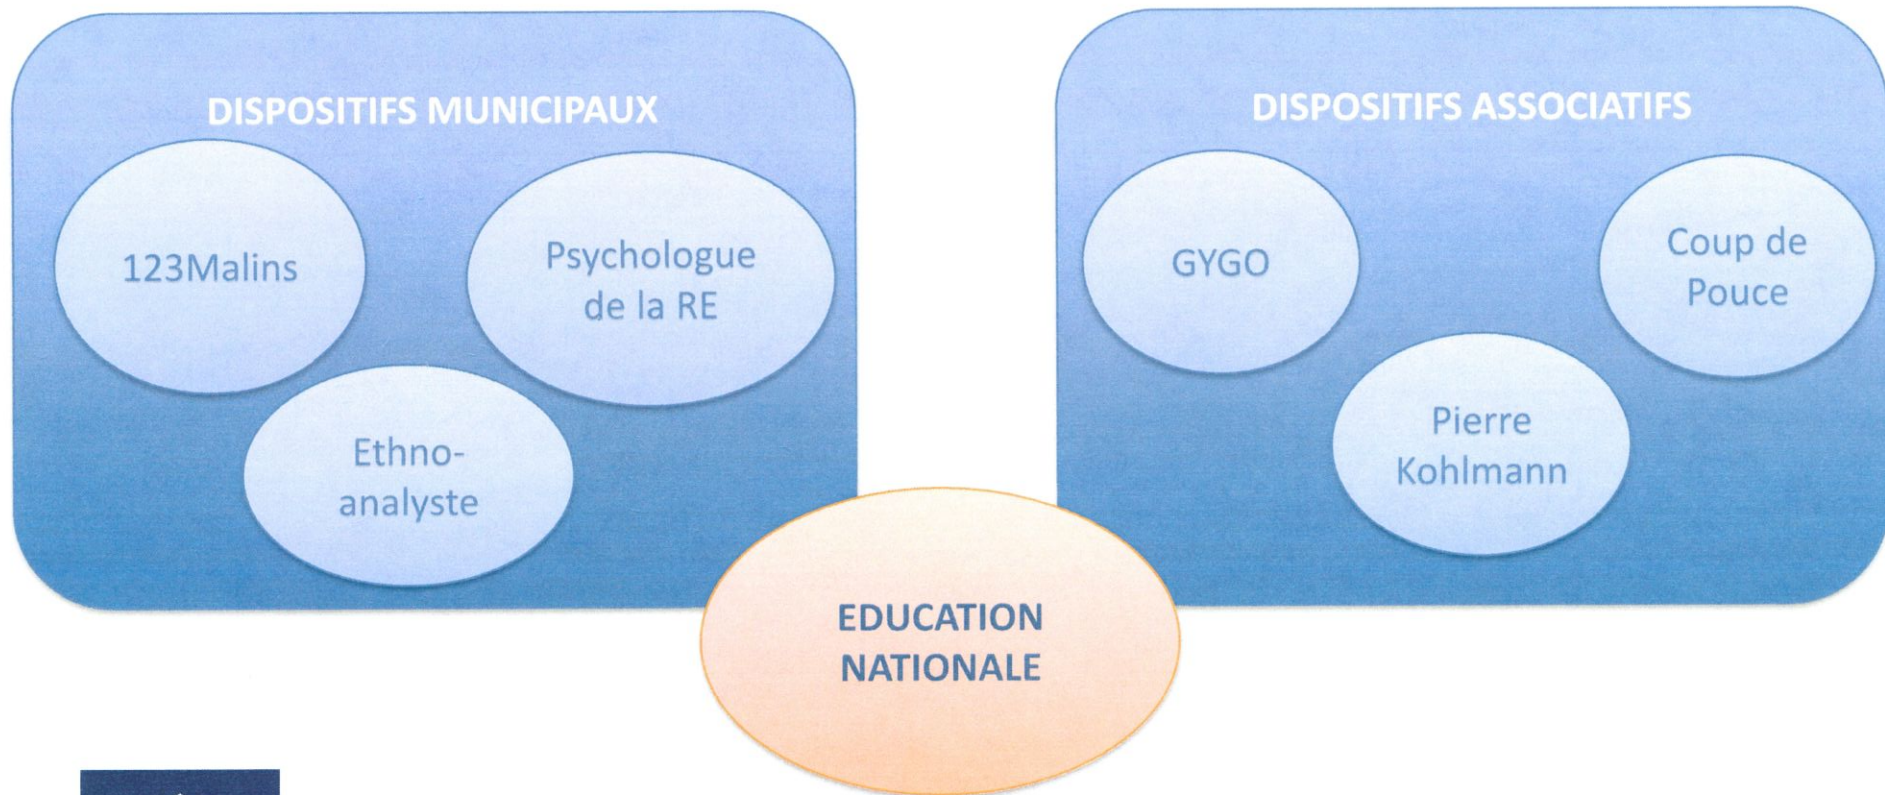 DISPOSITIFS MUNICIPAUX
123Malins
Psychologue
de la RE
Ethno-
analyste
DISPOSITIFS ASSOCIATIFS
GYGO
Coup de
Pouce
Pierre
Kohlmann
EDUCATION
NATIONALE